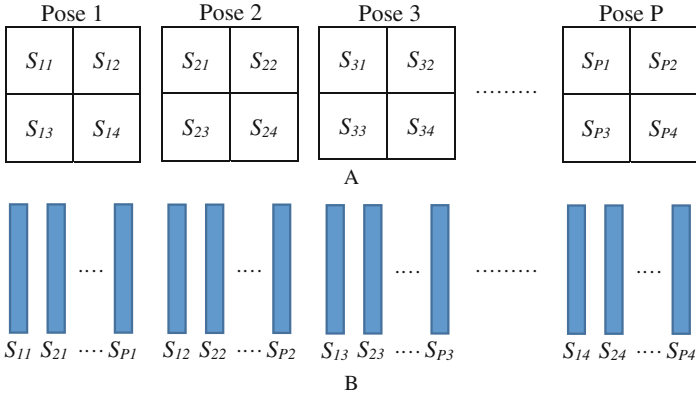 Pose 1 Pose 2 Pose 3 Pose P
S11 S12 S21 S22 S31 S32 SP1 SP2
.........
S13 S14 S23 S24 S33 S34 SP3 SP4
A
.... .... .... ......... ....
S11 S21 .... SP1 S12 S22 .... SP2 S13 S23 .... SP3 S14 S24 .... SP4
B